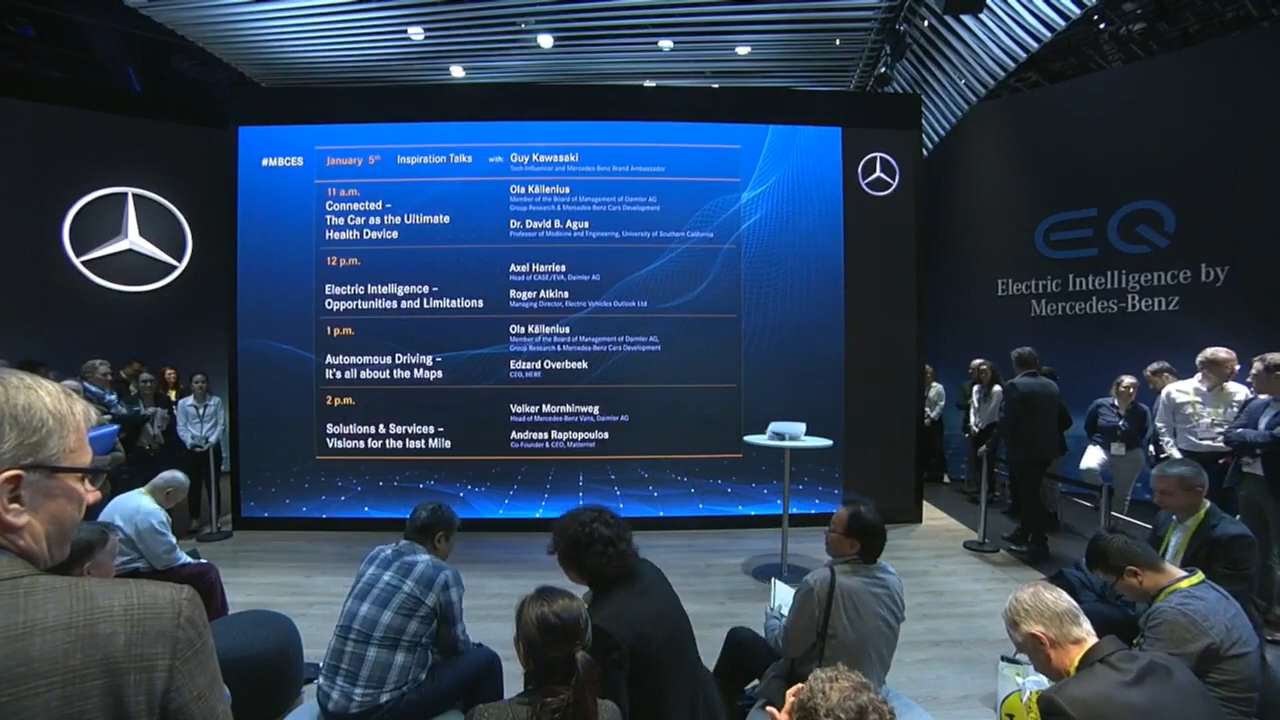 #MBCES
January 5th Inspiration Talks with: Guy Kawasaki
Tech-Influencer and Mercedes-Benz Brand Ambassador
11 a.m.
Connected –
The Car as the Ultimate
Health Device
Ola Källenius
Member of the Board of Management of Daimler AG
Group Research & Mercedes-Benz Cars Development
Dr. David B. Agus
Professor of Medicine and Engineering, University of Southern California
12 p.m.
Electric Intelligence –
Opportunities and Limitations
Axel Harries
Head of CASE/EVA, Daimler AG
Roger Atkins
Managing Director, Electric Vehicles Outlook Ltd
1 p.m.
Autonomous Driving –
It's all about the Maps
Ola Källenius
Member of the Board of Management of Daimler AG,
Group Research & Mercedes-Benz Cars Development
Edzard Overbeek
CEO, HERE
2 p.m.
Solutions & Services –
Visions for the last Mile
Volker Mornhinweg
Head of Mercedes-Benz Vans, Daimler AG
Andreas Raptopoulos
Co-Founder & CEO, Matternet
EQ
Electric Intelligence by
Mercedes-Benz